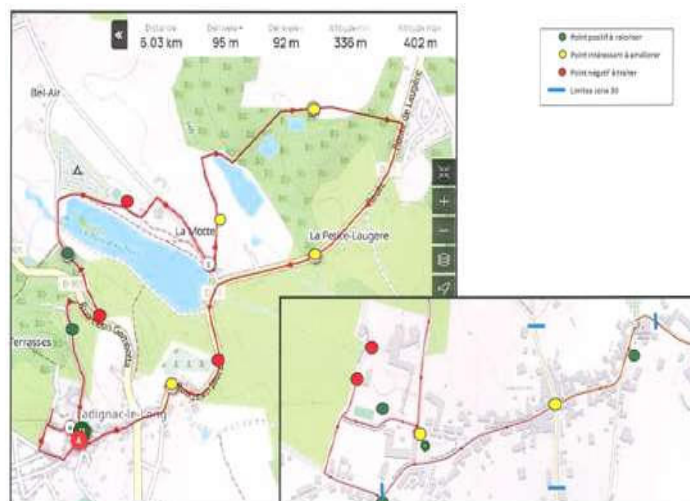 Distance
Dénivelé +
Dénivelé -
Altitude min
Altitude max
6.03 km
95 m
92 m
336 m
402 m
Point positif à valoriser
Point intéressant à améliorer
Point négatif à traiter
Limites zone 30
Bel-Air
La Motte
La Petite-Laugère
Terrasses
Ladignac-le-Long